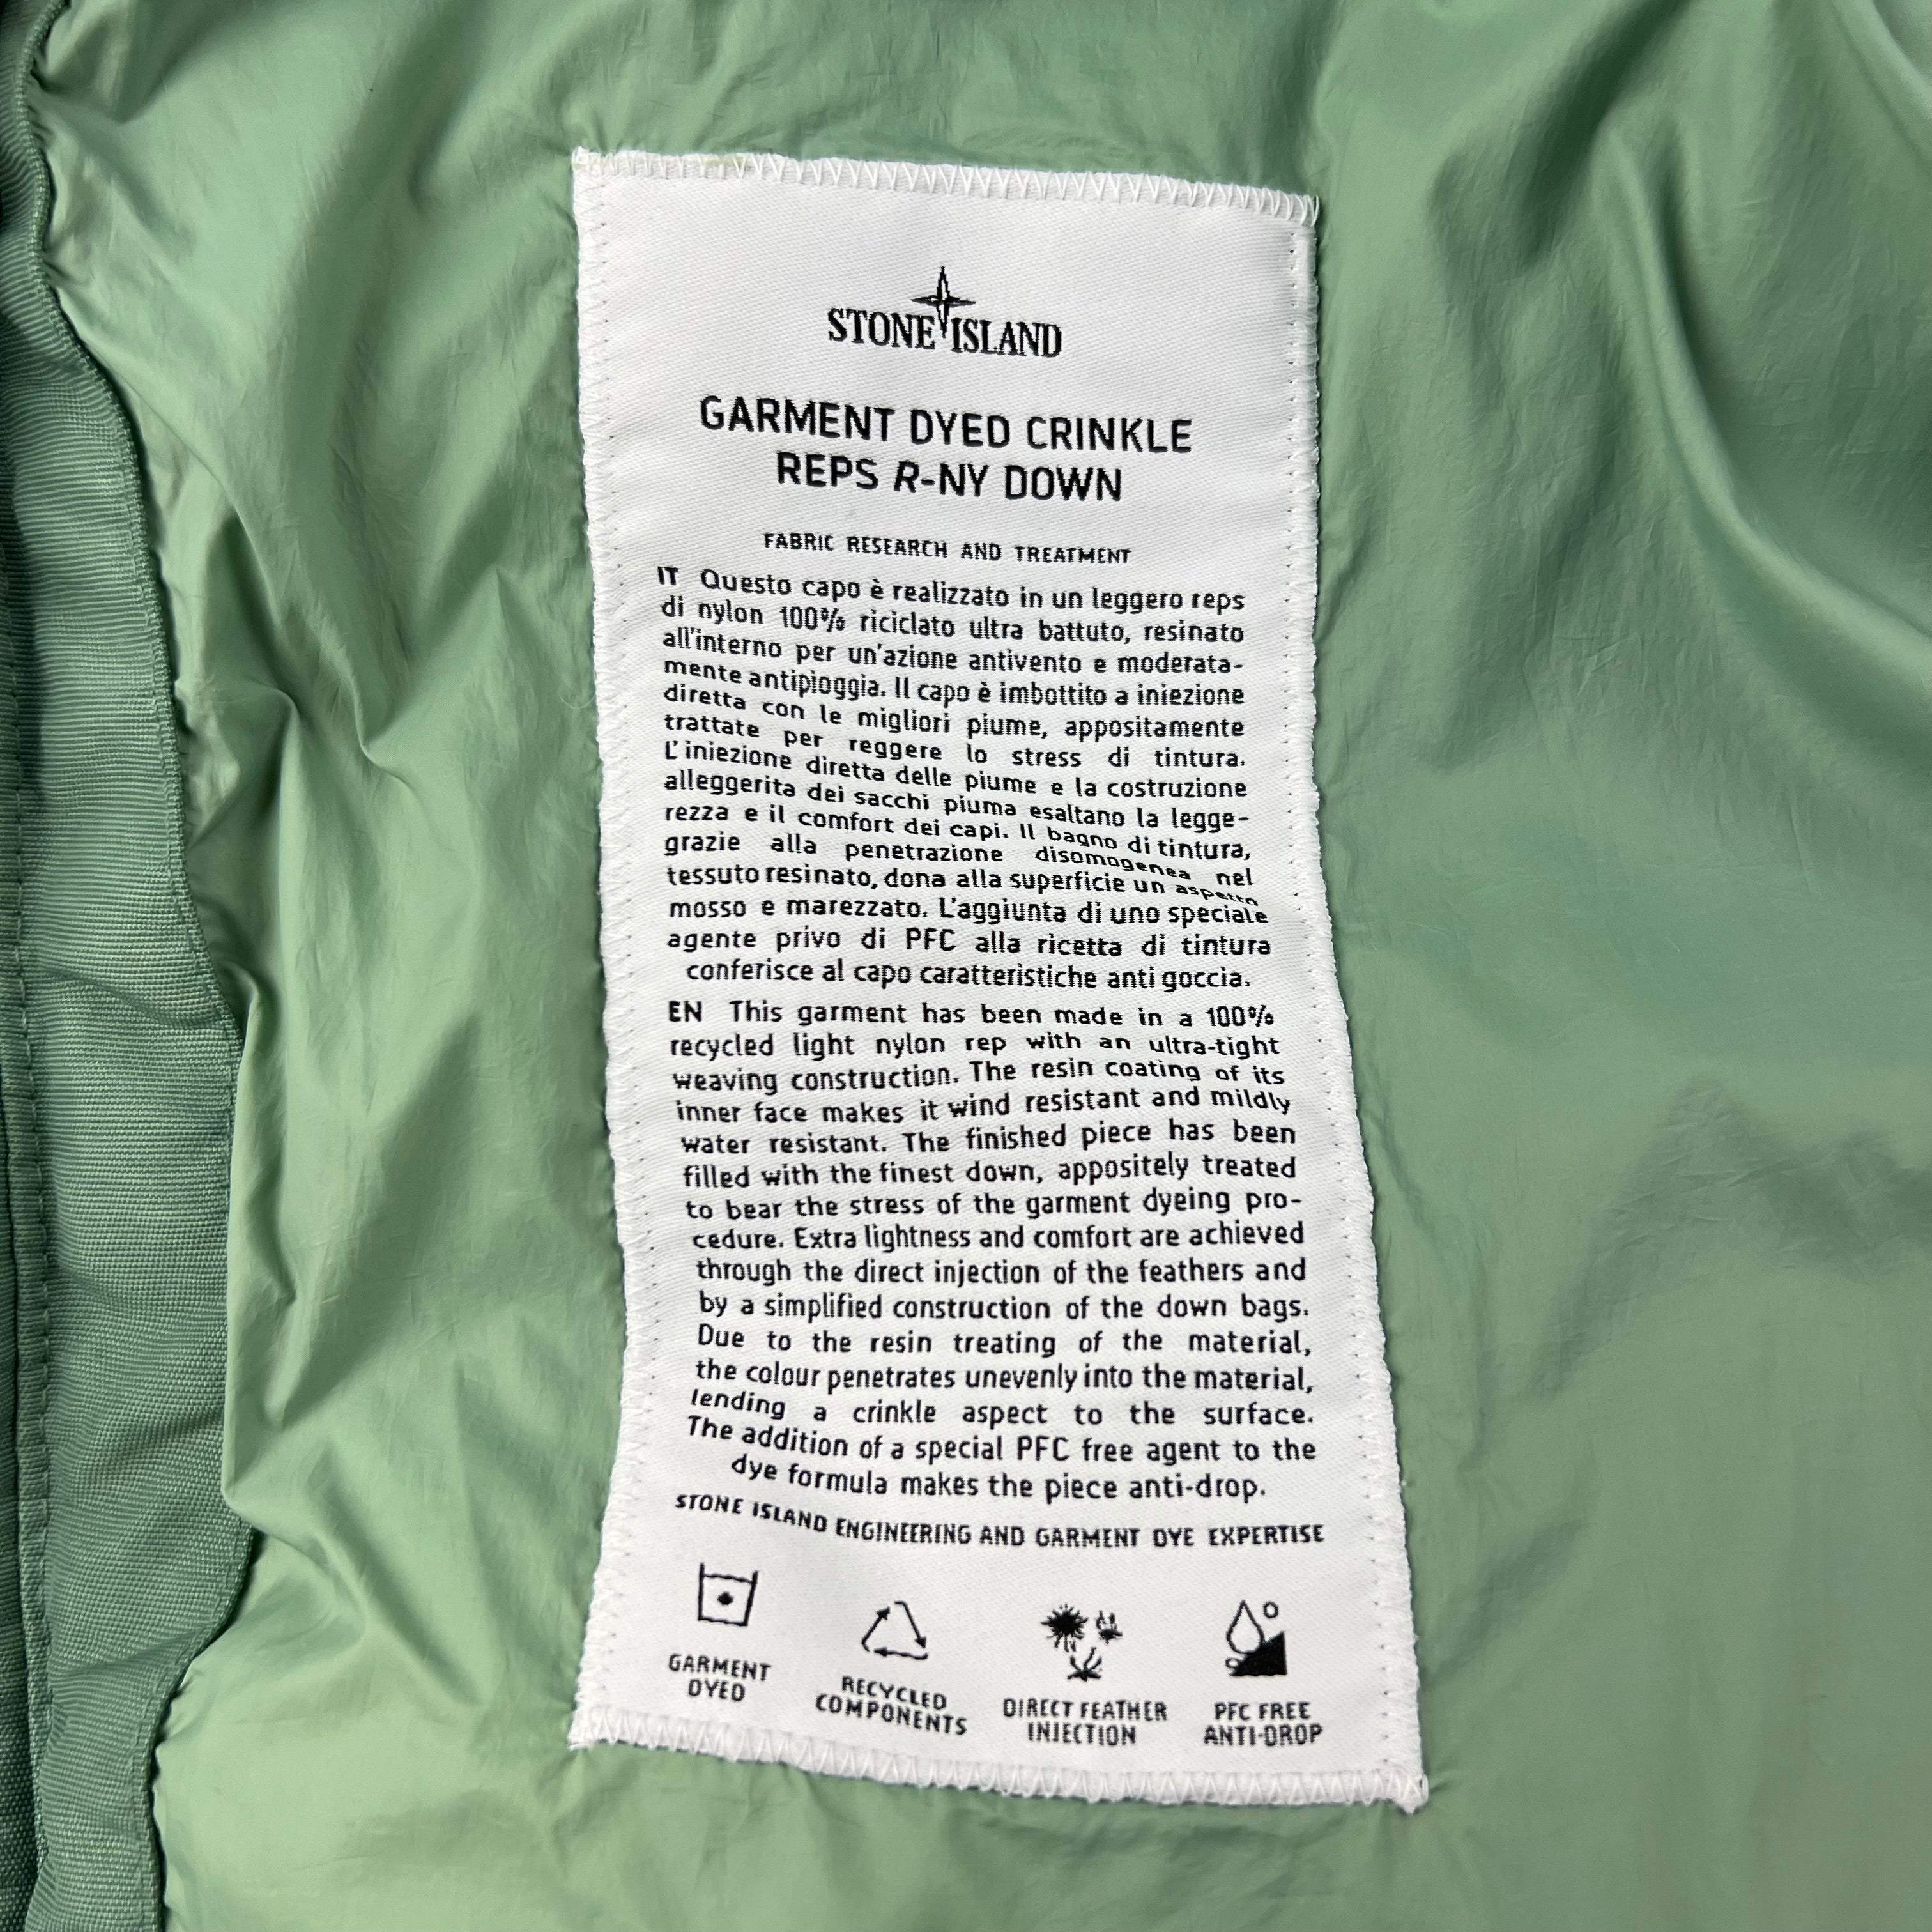 STONE ISLAND
GARMENT DYED CRINKLE
REPS R-NY DOWN
FABRIC RESEARCH AND TREATMENT
IT Questo capo è realizzato in un leggero reps
di nylon 100% riciclato ultra battuto, resinato
all'interno per un'azione antivento e moderata-
mente antipioggia. Il capo è imbottito a iniezione
diretta con le migliori piume, appositamente
trattate per reggere lo stress di tintura.
L'iniezione diretta delle piume e la costruzione
alleggerita dei sacchi piuma esaltano la legge-
rezza e il comfort dei capi. Il bagno di tintura,
grazie alla penetrazione disomogenea nel
tessuto resinato, dona alla superficie un aspetto
mosso e marezzato. L'aggiunta di uno speciale
agente privo di PFC alla ricetta di tintura
conferisce al capo caratteristiche anti goccia.
EN This garment has been made in a 100%
recycled light nylon rep with an ultra-tight
weaving construction. The resin coating of its
inner face makes it wind resistant and mildly
water resistant. The finished piece has been
filled with the finest down, appositely treated
to bear the stress of the garment dyeing pro-
cedure. Extra lightness and comfort are achieved
through the direct injection of the feathers and
by a simplified construction of the down bags.
Due to the resin treating of the material,
the colour penetrates unevenly into the material,
lending a crinkle aspect to the surface.
The addition of a special PFC free agent to the
dye formula makes the piece anti-drop.
STONE ISLAND ENGINEERING AND GARMENT DYE EXPERTISE
GARMENT
DYED
RECYCLED
COMPONENTS
DIRECT FEATHER
INJECTION
PFC FREE
ANTI-DROP